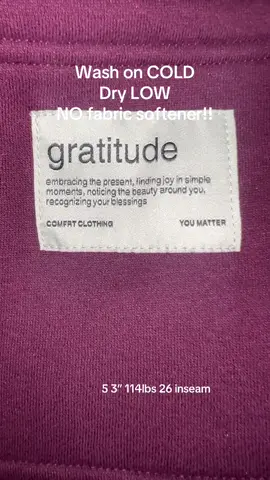 Wash on COLD
Dry LOW
NO fabric softener!!
gratitude
embracing the present, finding joy in simple
moments, noticing the beauty around you,
recognizing your blessings
COMFRT CLOTHING YOU MATTER
5 3” 114lbs 26 inseam